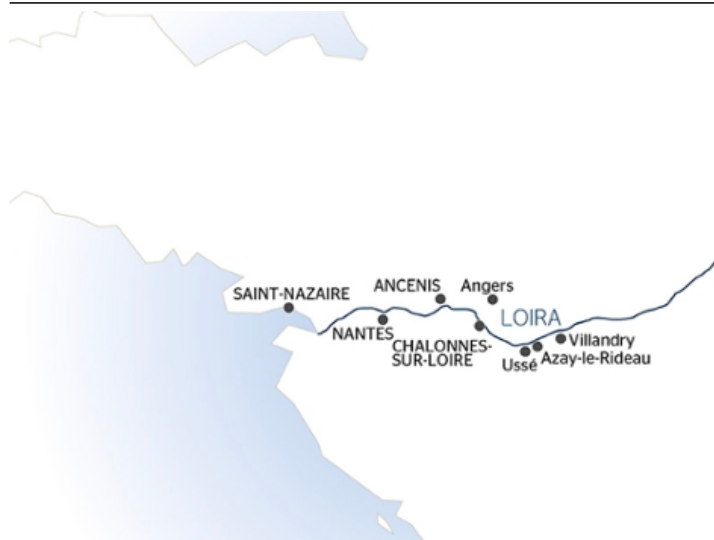 SAINT-NAZAIRE
ANCENIS
Angers
NANTES
LOIRA
CHALONNES-
SUR-LOIRE
Villandry
Azay-le-Rideau
Ussé